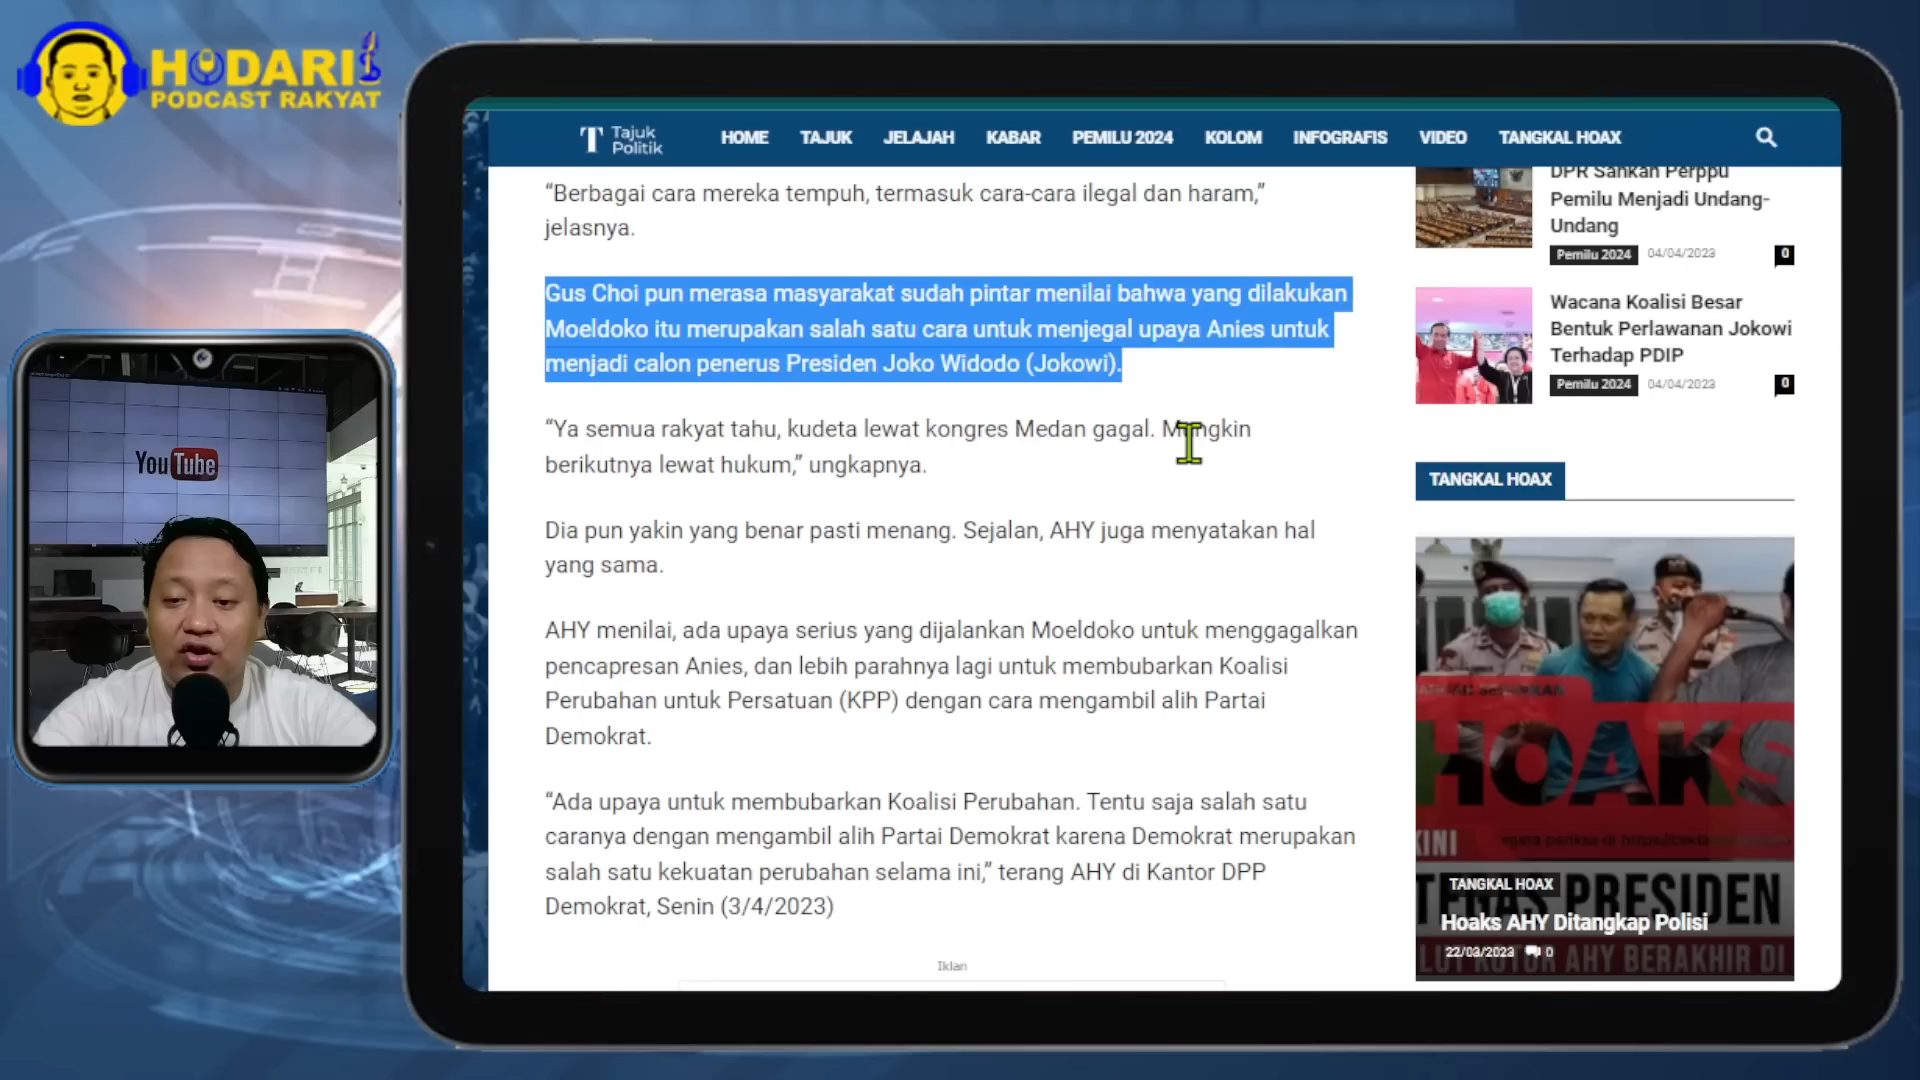 HODARI
PODCAST RAKYAT
YouTube
Tajuk
Politik
HOME TAJUK JELAJAH KABAR PEMILU 2024 KOLOM INFOGRAFIS VIDEO TANGKAL HOAX
“Berbagai cara mereka tempuh, termasuk cara-cara ilegal dan haram,”
jelasnya.
Gus Choi pun merasa masyarakat sudah pintar menilai bahwa yang dilakukan
Moeldoko itu merupakan salah satu cara untuk menjegal upaya Anies untuk
menjadi calon penerus Presiden Joko Widodo (Jokowi).
“Ya semua rakyat tahu, kudeta lewat kongres Medan gagal. Mungkin
berikutnya lewat hukum,” ungkapnya.
Dia pun yakin yang benar pasti menang. Sejalan, AHY juga menyatakan hal
yang sama.
AHY menilai, ada upaya serius yang dijalankan Moeldoko untuk menggagalkan
pencapresan Anies, dan lebih parahnya lagi untuk membubarkan Koalisi
Perubahan untuk Persatuan (KPP) dengan cara mengambil alih Partai
Demokrat.
“Ada upaya untuk membubarkan Koalisi Perubahan. Tentu saja salah satu
caranya dengan mengambil alih Partai Demokrat karena Demokrat merupakan
salah satu kekuatan perubahan selama ini,” terang AHY di Kantor DPP
Demokrat, Senin (3/4/2023)
Iklan
DPR Sahkan Perppu
Pemilu Menjadi Undang-
Undang
Pemilu 2024 04/04/2023 0
Wacana Koalisi Besar
Bentuk Perlawanan Jokowi
Terhadap PDIP
Pemilu 2024 04/04/2023 0
TANGKAL HOAX
HOAKS
KINI
TANGKAL HOAX
PRESIDEN
Hoaks AHY Ditangkap Polisi
22/03/2023 0
AHY BERAKHIR DI